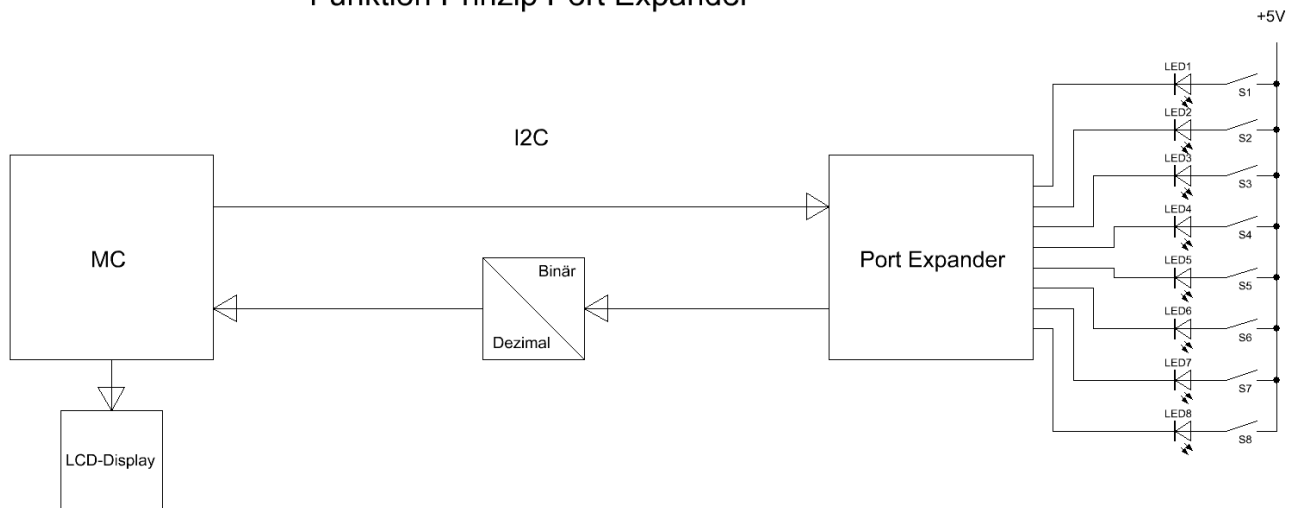 Funktion Prinzip Port Expander
+5V
I2C
MC
Port Expander
Binär
Dezimal
LCD-Display
LED1
S1
LED2
S2
LED3
S3
LED4
S4
LED5
S5
LED6
S6
LED7
S7
LED8
S8